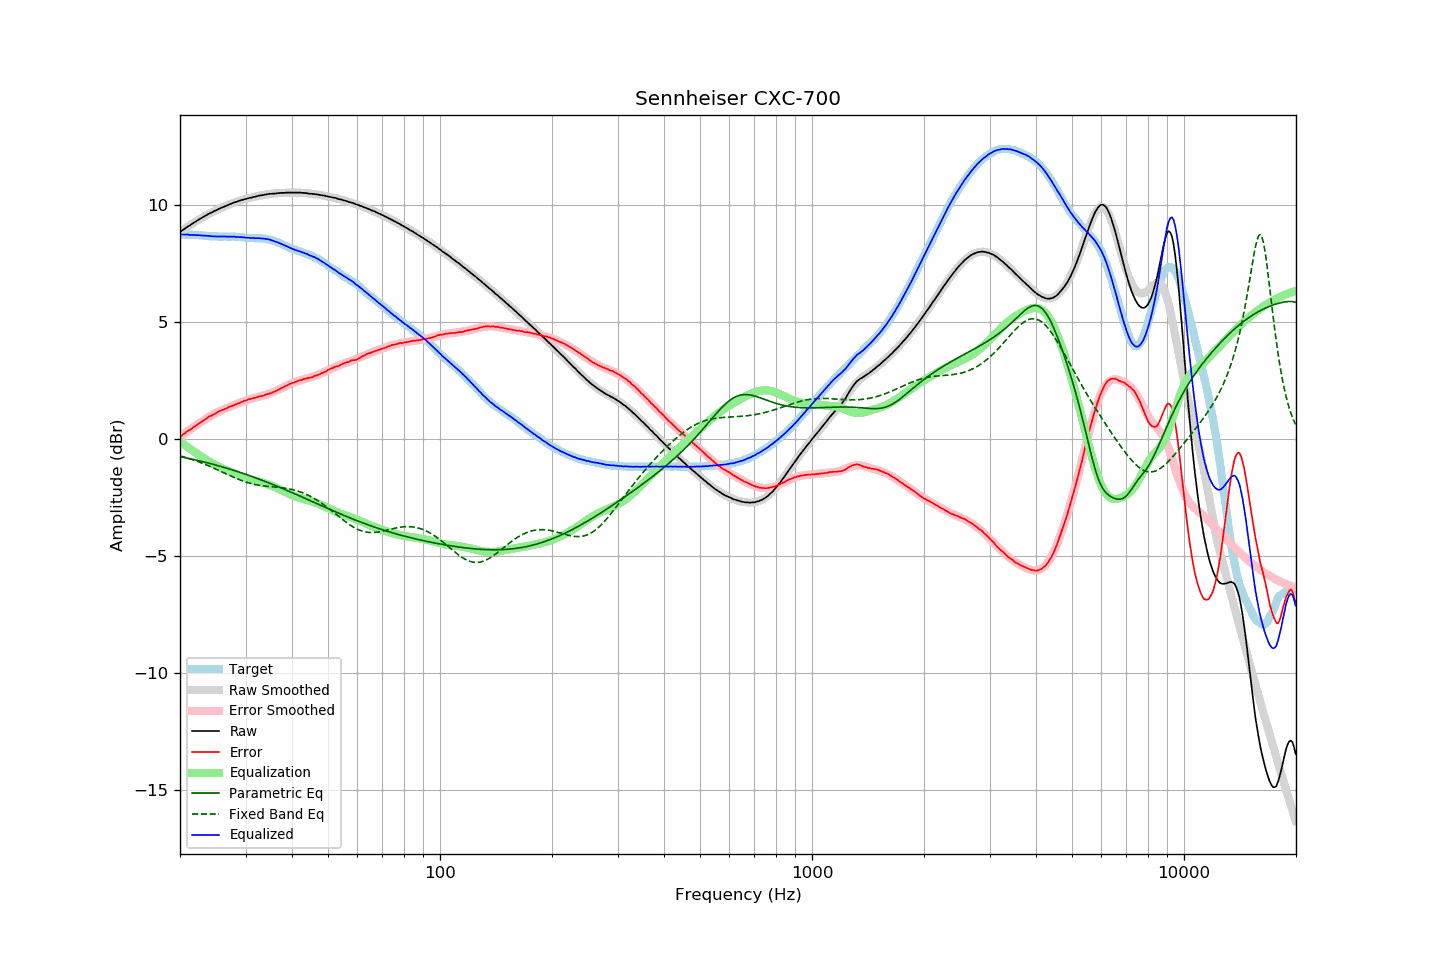 Sennheiser CXC-700
Amplitude (dBr)
10
5
0
−5
−10
−15
Target
Raw Smoothed
Error Smoothed
Raw
Error
Equalization
Parametric Eq
Fixed Band Eq
Equalized
100
1000
10000
Frequency (Hz)